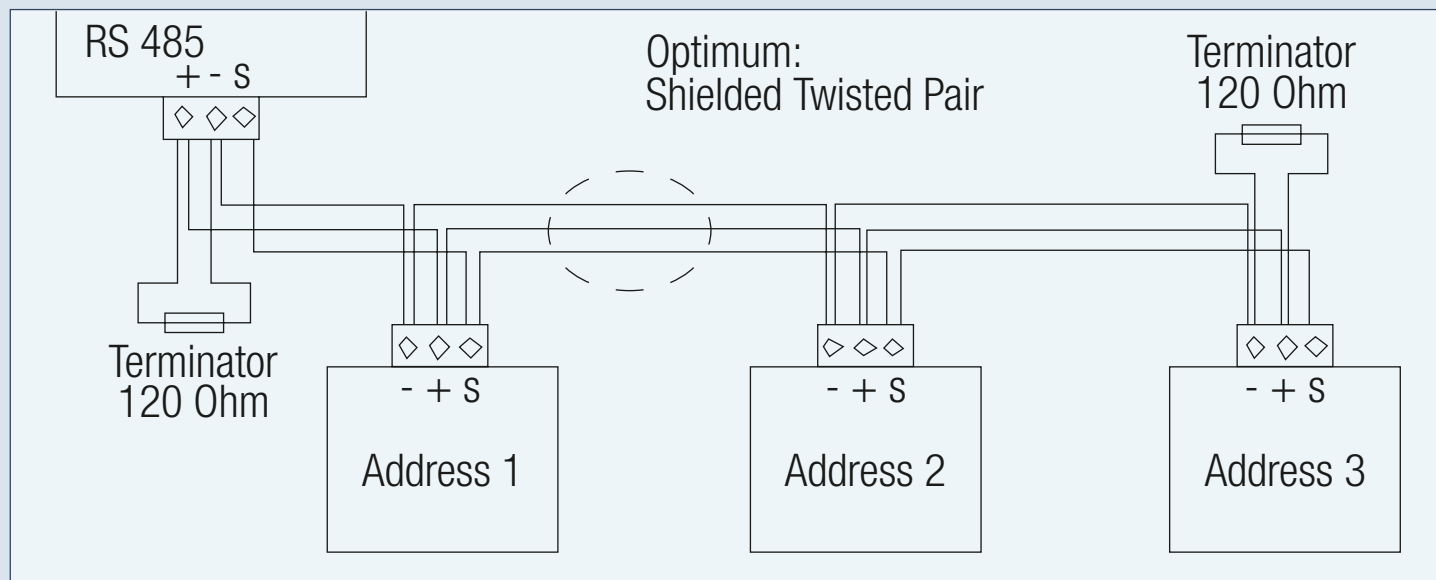 RS 485
+ - S
Optimum:
Shielded Twisted Pair
Terminator
120 Ohm
Terminator
120 Ohm
- + S
- + S
- + S
Address 1
Address 2
Address 3